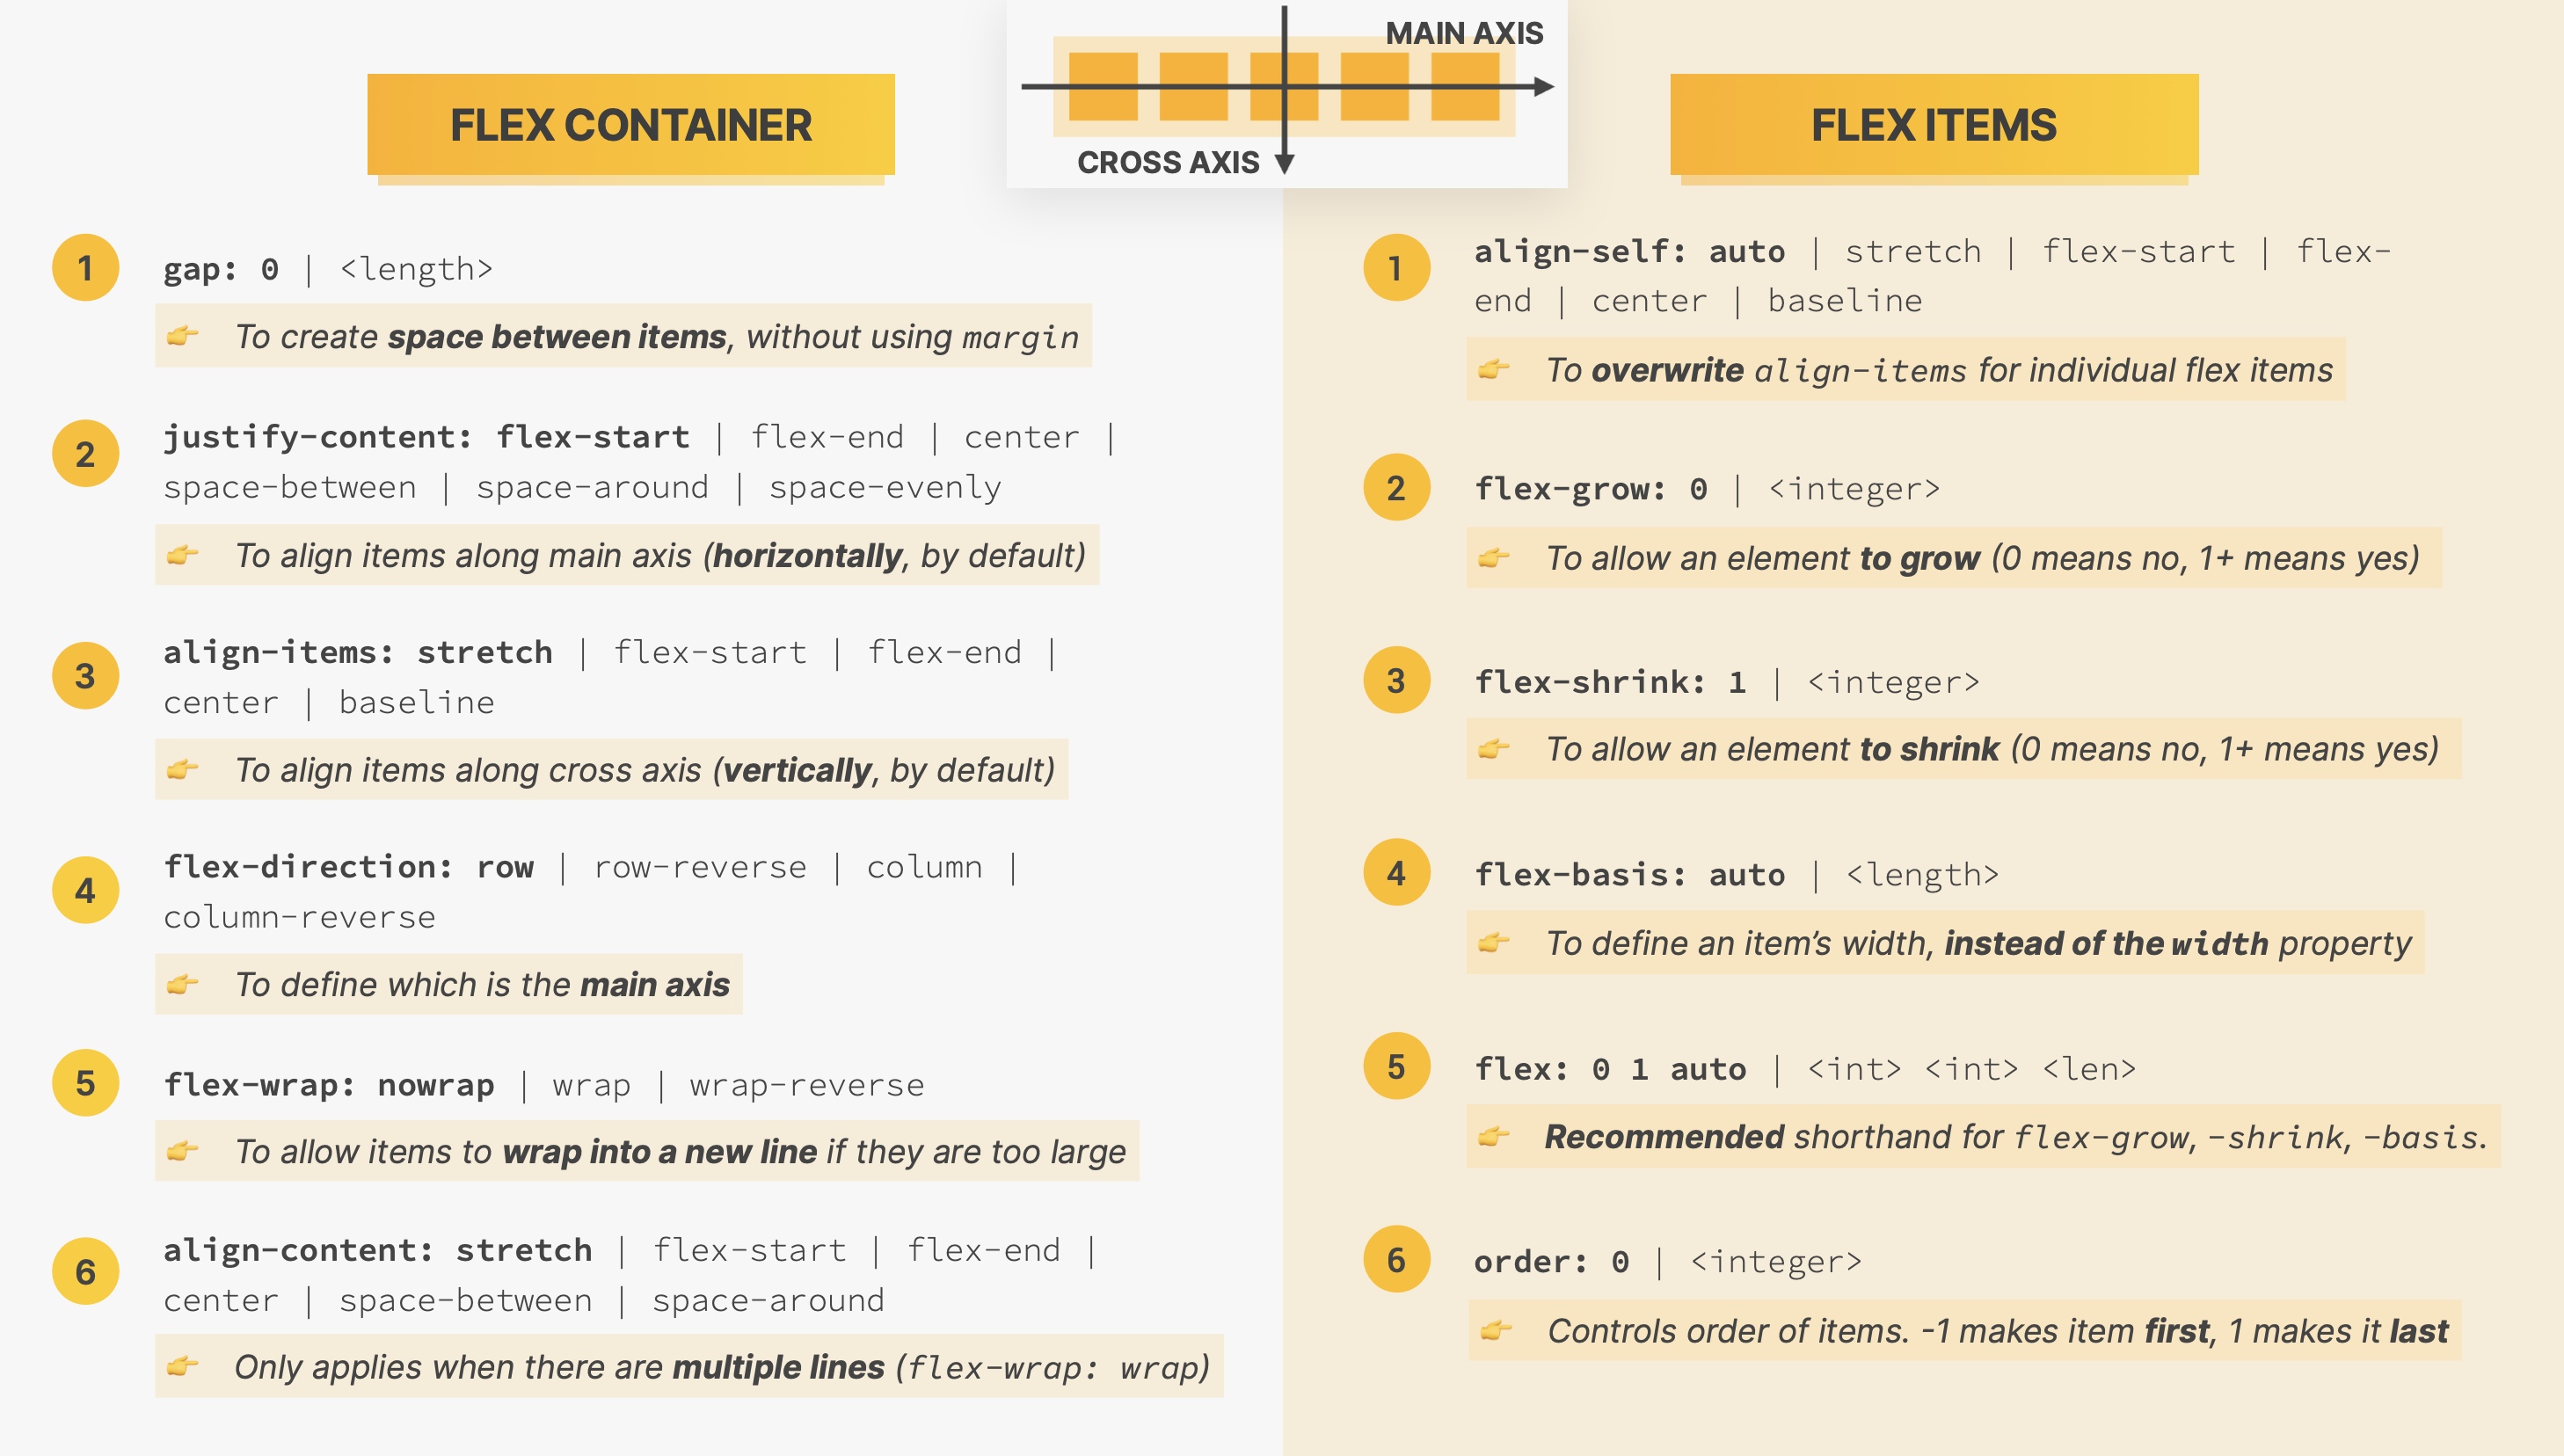 MAIN AXIS
CROSS AXIS
FLEX CONTAINER
1
gap: 0 | <length>
👉 To create space between items, without using margin
2
justify-content: flex-start | flex-end | center |
space-between | space-around | space-evenly
👉 To align items along main axis (horizontally, by default)
3
align-items: stretch | flex-start | flex-end |
center | baseline
👉 To align items along cross axis (vertically, by default)
4
flex-direction: row | row-reverse | column |
column-reverse
👉 To define which is the main axis
5
flex-wrap: nowrap | wrap | wrap-reverse
👉 To allow items to wrap into a new line if they are too large
6
align-content: stretch | flex-start | flex-end |
center | space-between | space-around
👉 Only applies when there are multiple lines (flex-wrap: wrap)
FLEX ITEMS
1
align-self: auto | stretch | flex-start | flex-
end | center | baseline
👉 To overwrite align-items for individual flex items
2
flex-grow: 0 | <integer>
👉 To allow an element to grow (0 means no, 1+ means yes)
3
flex-shrink: 1 | <integer>
👉 To allow an element to shrink (0 means no, 1+ means yes)
4
flex-basis: auto | <length>
👉 To define an item’s width, instead of the width property
5
flex: 0 1 auto | <int> <int> <len>
👉 Recommended shorthand for flex-grow, -shrink, -basis.
6
order: 0 | <integer>
👉 Controls order of items. -1 makes item first, 1 makes it last